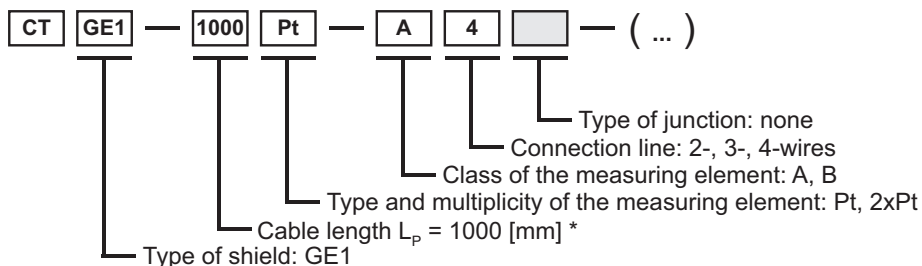 CT GE1 — 1000 Pt — A 4 — ( ... )
Type of junction: none
Connection line: 2-, 3-, 4-wires
Class of the measuring element: A, B
Type and multiplicity of the measuring element: Pt, 2xPt
Cable length Lₚ = 1000 [mm] *
Type of shield: GE1